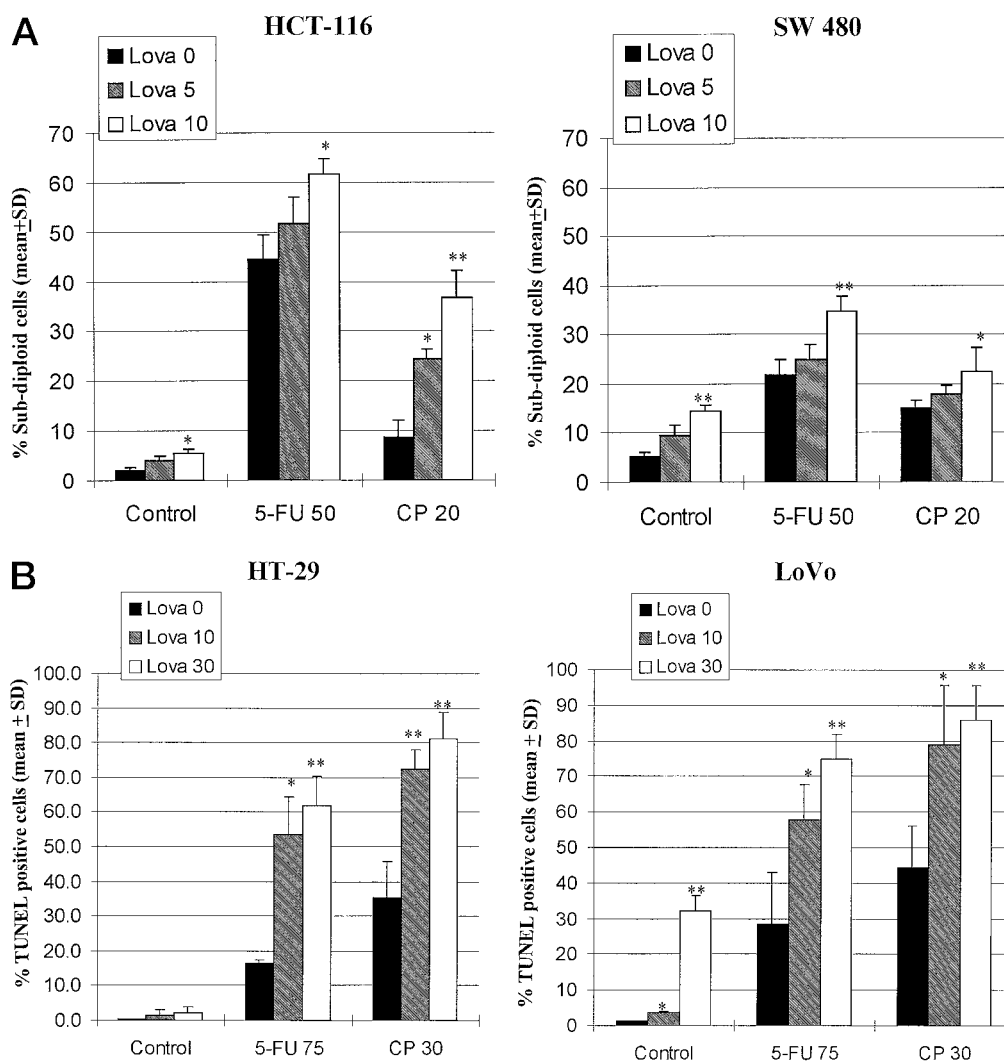 A
HCT-116
Lova 0
Lova 5
Lova 10
% Sub-diploid cells (mean±SD)
70
60
50
40
30
20
10
0
*
*
**
*
Control
5-FU 50
CP 20
SW 480
Lova 0
Lova 5
Lova 10
% Sub-diploid cells (mean±SD)
70
60
50
40
30
20
10
0
**
**
*
Control
5-FU 50
CP 20
B
HT-29
Lova 0
Lova 10
Lova 30
% TUNEL positive cells (mean ± SD)
100.0
90.0
80.0
70.0
60.0
50.0
40.0
30.0
20.0
10.0
0.0
*
**
**
**
Control
5-FU 75
CP 30
LoVo
Lova 0
Lova 10
Lova 30
% TUNEL positive cells (mean ± SD)
100
90
80
70
60
50
40
30
20
10
0
*
**
*
**
*
**
Control
5-FU 75
CP 30